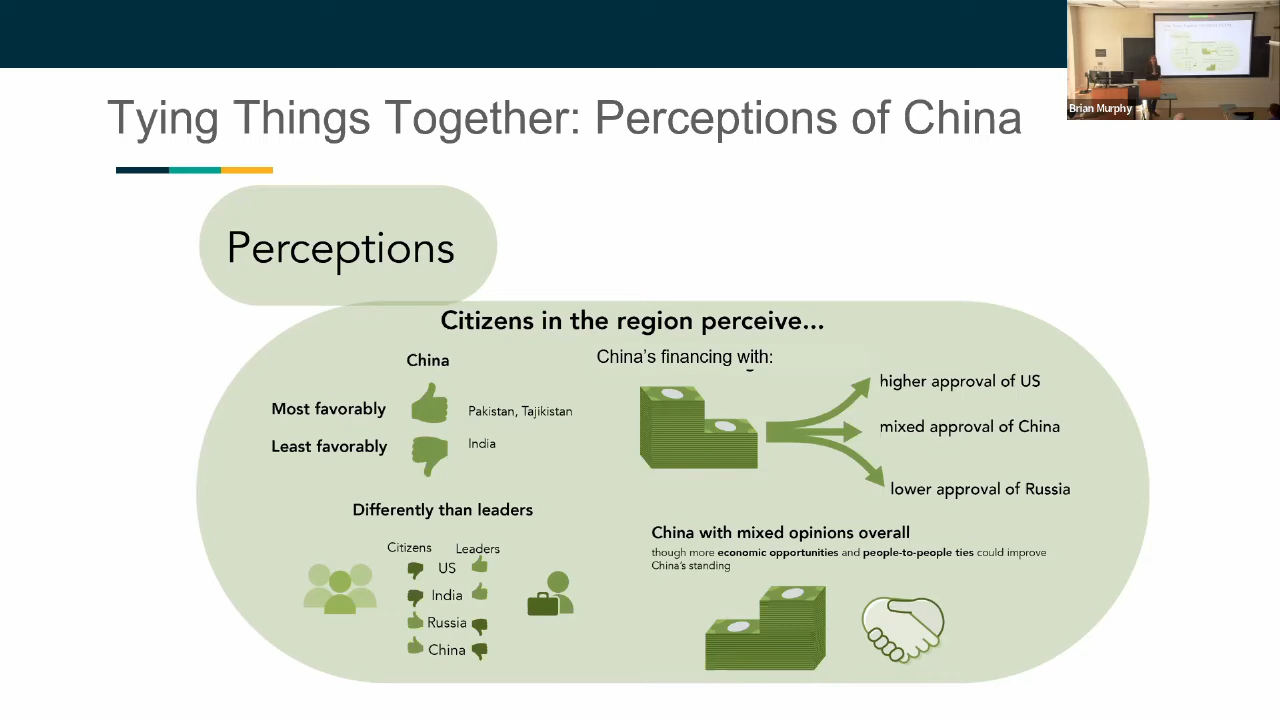 Tying Things Together: Perceptions of China
Brian Murphy
Perceptions
Citizens in the region perceive...
China
Most favorably
Pakistan, Tajikistan
Least favorably
India
China's financing with:
higher approval of US
mixed approval of China
lower approval of Russia
Differently than leaders
Citizens Leaders
US
India
Russia
China
China with mixed opinions overall
though more economic opportunities and people-to-people ties could improve
China's standing